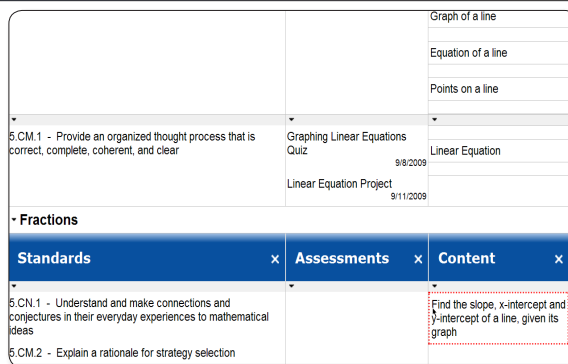 Graph of a line
Equation of a line
Points on a line
5.CM.1 - Provide an organized thought process that is
correct, complete, coherent, and clear
Graphing Linear Equations
Quiz
9/8/2009
Linear Equation Project
9/11/2009
Linear Equation
Fractions
Standards x
Assessments x
Content x
5.CN.1 - Understand and make connections and
conjectures in their everyday experiences to mathematical
ideas
5.CM.2 - Explain a rationale for strategy selection
Find the slope, x-intercept and
y-intercept of a line, given its
graph